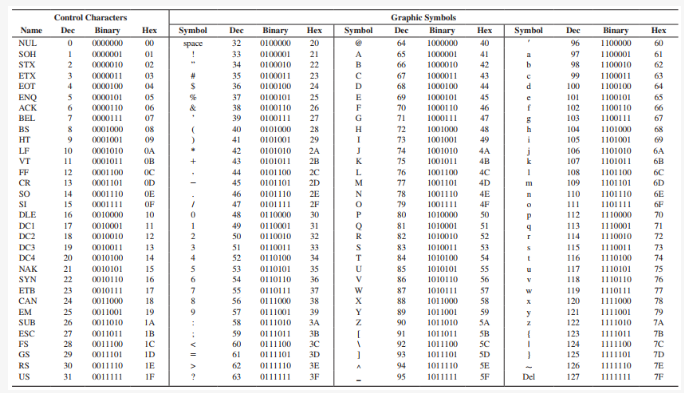 Control Characters Graphic Symbols
Name Dec Binary Hex Symbol Dec Binary Hex Symbol Dec Binary Hex Symbol Dec Binary Hex
NUL 0 0000000 00 space 32 0100000 20 @ 64 1000000 40 ' 96 1100000 60
SOH 1 0000001 01 ! 33 0100001 21 A 65 1000001 41 a 97 1100001 61
STX 2 0000010 02 " 34 0100010 22 B 66 1000010 42 b 98 1100010 62
ETX 3 0000011 03 # 35 0100011 23 C 67 1000011 43 c 99 1100011 63
EOT 4 0000100 04 $ 36 0100100 24 D 68 1000100 44 d 100 1100100 64
ENQ 5 0000101 05 % 37 0100101 25 E 69 1000101 45 e 101 1100101 65
ACK 6 0000110 06 & 38 0100110 26 F 70 1000110 46 f 102 1100110 66
BEL 7 0000111 07 ' 39 0100111 27 G 71 1000111 47 g 103 1100111 67
BS 8 0001000 08 ( 40 0101000 28 H 72 1001000 48 h 104 1101000 68
HT 9 0001001 09 ) 41 0101001 29 I 73 1001001 49 i 105 1101001 69
LF 10 0001010 0A * 42 0101010 2A J 74 1001010 4A j 106 1101010 6A
VT 11 0001011 0B + 43 0101011 2B K 75 1001011 4B k 107 1101011 6B
FF 12 0001100 0C , 44 0101100 2C L 76 1001100 4C l 108 1101100 6C
CR 13 0001101 0D – 45 0101101 2D M 77 1001101 4D m 109 1101101 6D
SO 14 0001110 0E . 46 0101110 2E N 78 1001110 4E n 110 1101110 6E
SI 15 0001111 0F / 47 0101111 2F O 79 1001111 4F o 111 1101111 6F
DLE 16 0010000 10 0 48 0110000 30 P 80 1010000 50 p 112 1110000 70
DC1 17 0010001 11 1 49 0110001 31 Q 81 1010001 51 q 113 1110001 71
DC2 18 0010010 12 2 50 0110010 32 R 82 1010010 52 r 114 1110010 72
DC3 19 0010011 13 3 51 0110011 33 S 83 1010011 53 s 115 1110011 73
DC4 20 0010100 14 4 52 0110100 34 T 84 1010100 54 t 116 1110100 74
NAK 21 0010101 15 5 53 0110101 35 U 85 1010101 55 u 117 1110101 75
SYN 22 0010110 16 6 54 0110110 36 V 86 1010110 56 v 118 1110110 76
ETB 23 0010111 17 7 55 0110111 37 W 87 1010111 57 w 119 1110111 77
CAN 24 0011000 18 8 56 0111000 38 X 88 1011000 58 x 120 1111000 78
EM 25 0011001 19 9 57 0111001 39 Y 89 1011001 59 y 121 1111001 79
SUB 26 0011010 1A : 58 0111010 3A Z 90 1011010 5A z 122 1111010 7A
ESC 27 0011011 1B ; 59 0111011 3B [ 91 1011011 5B { 123 1111011 7B
FS 28 0011100 1C < 60 0111100 3C \ 92 1011100 5C | 124 1111100 7C
GS 29 0011101 1D = 61 0111101 3D ] 93 1011101 5D } 125 1111101 7D
RS 30 0011110 1E > 62 0111110 3E ^ 94 1011110 5E ~ 126 1111110 7E
US 31 0011111 1F ? 63 0111111 3F _ 95 1011111 5F Del 127 1111111 7F